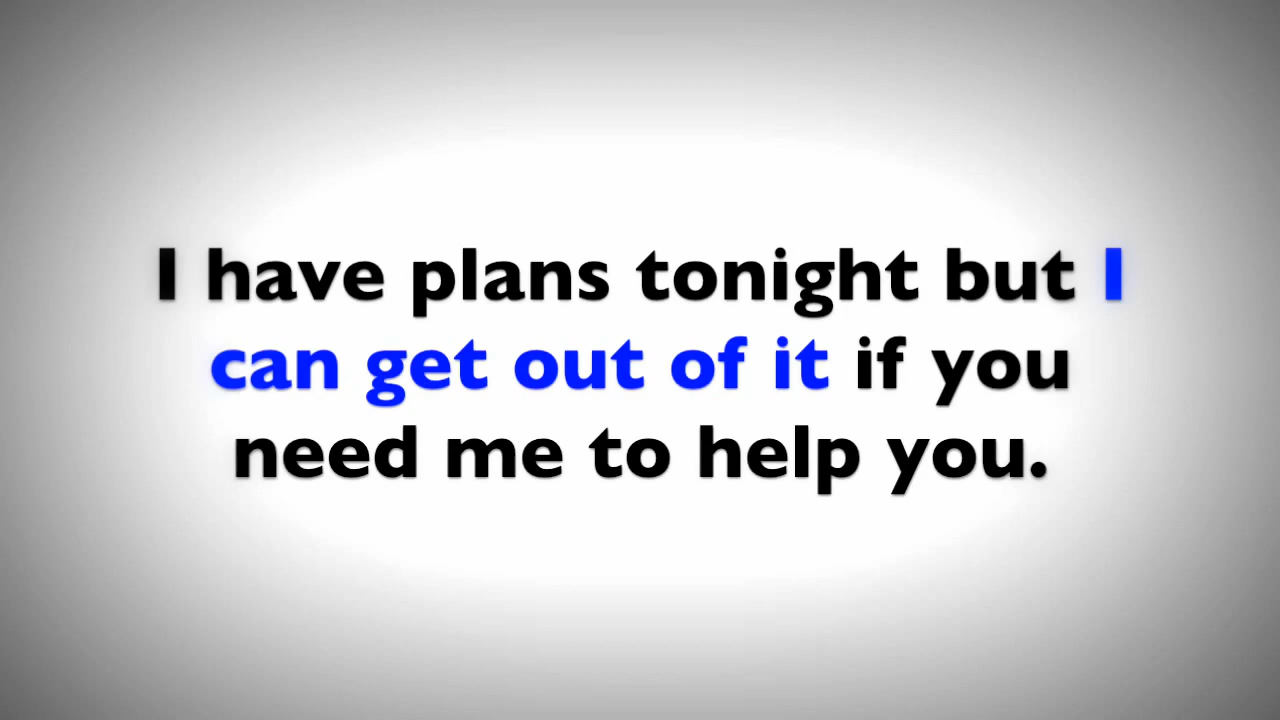 I have plans tonight but I
can get out of it if you
need me to help you.